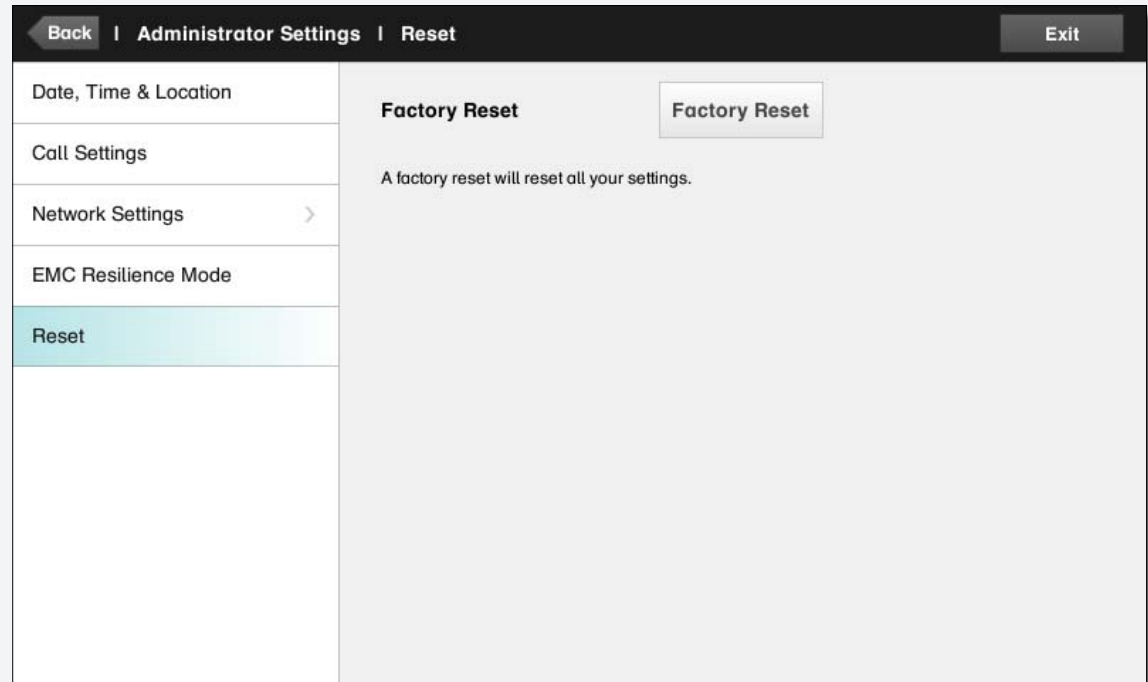 Back | Administrator Settings | Reset Exit
Date, Time & Location
Call Settings
Network Settings
EMC Resilience Mode
Reset
Factory Reset Factory Reset
A factory reset will reset all your settings.